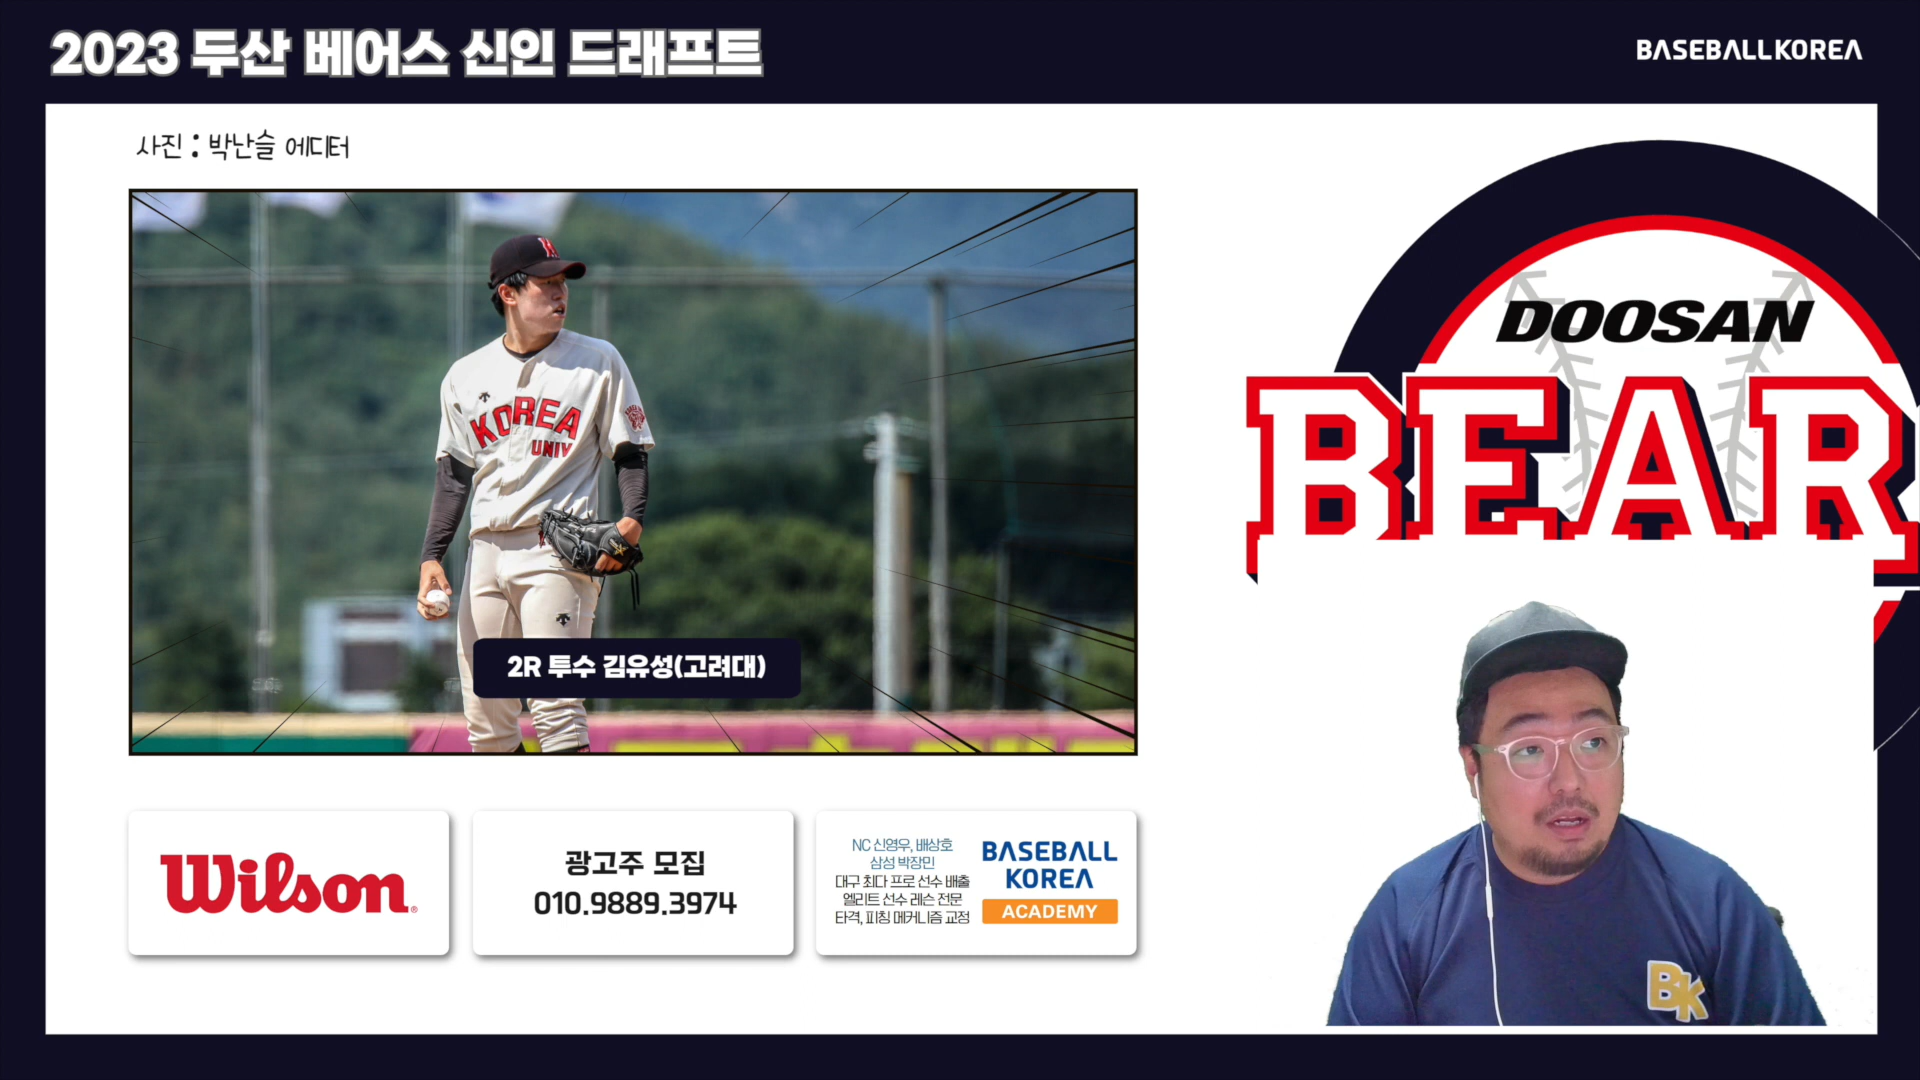 2023 두산 베어스 신인 드래프트
BASEBALLKOREA
사진 : 박난슬 에디터
KOREA
UNIV
2R 투수 김유성(고려대)
DOOSAN
BEAR
Wilson
광고주 모집
010.9889.3974
NC 신영우, 배상호
삼성 박장민
대구 최다 프로 선수 배출
엘리트 선수 레슨 전문
타격, 피칭 메커니즘 교정
BASEBALL
KOREA
ACADEMY
BK